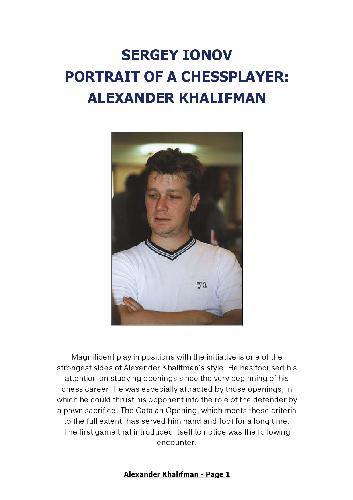 SERGEY IONOV
PORTRAIT OF A CHESSPLAYER:
ALEXANDER KHALIFMAN
Magnificent play in positions with the initiative is one of the
strongest sides of Alexander Khalifman's style. He has focused his
attention on studying openings since the very beginning of his
chess career. He was especially attracted by those openings, in
which he could thrust his opponent into the role of the defender by
a pawn sacrifice. The Catalan Opening, which meets these criteria
to the full extent, has served him hand and foot for a long time.
The first game that introduced itself to notice was the following
encounter.
Alexander Khalifman - Page 1